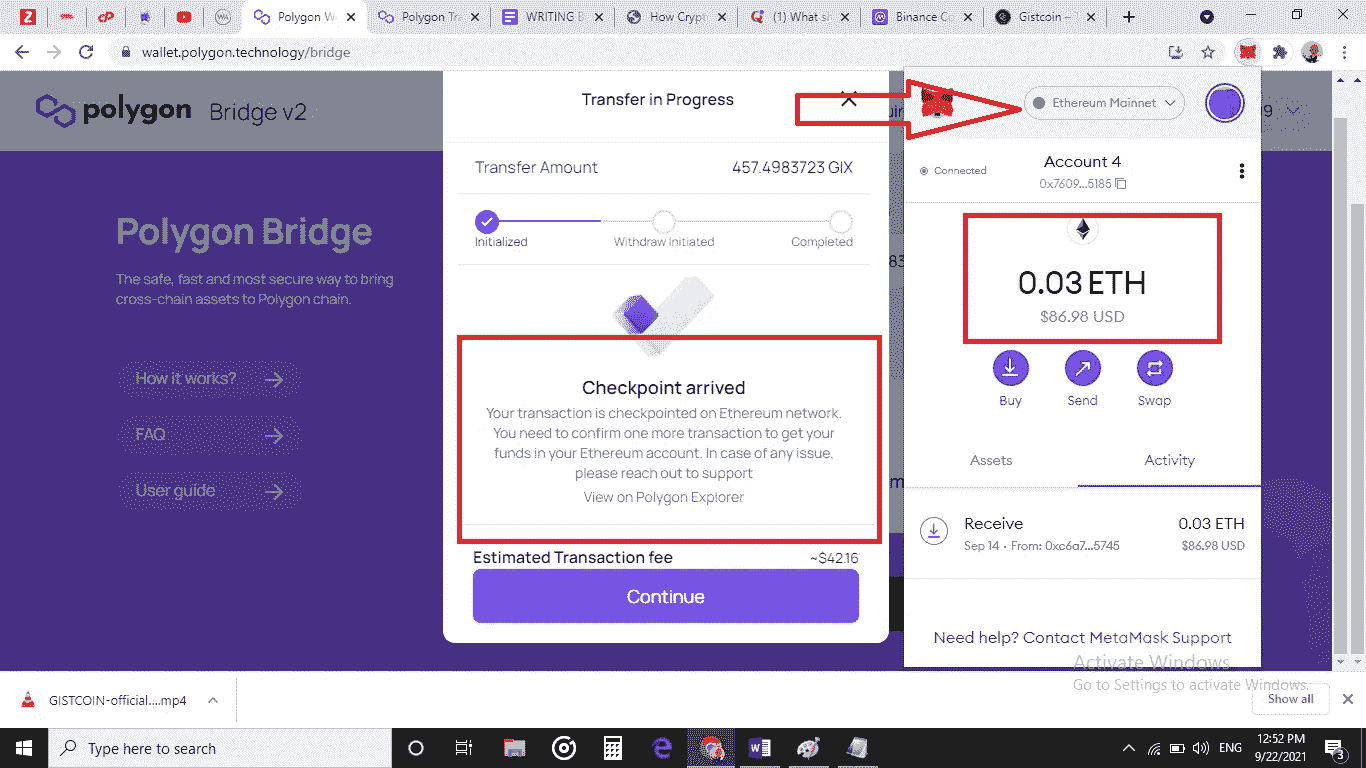 Polygon W
Polygon Tr
WRITING B
How Crypt
(1) What sh
Binance C
Gistcoin –
wallet.polygon.technology/bridge
polygon Bridge v2
Transfer in Progress
Ethereum Mainnet
9
Transfer Amount 457.4983723 GIX
Connected
Account 4
0x7609...5185
Initialized Withdraw Initiated Completed
Polygon Bridge
The safe, fast and most secure way to bring
cross-chain assets to Polygon chain.
0.03 ETH
$86.98 USD
How it works?
FAQ
User guide
Checkpoint arrived
Your transaction is checkpointed on Ethereum network.
You need to confirm one more transaction to get your
funds in your Ethereum account. In case of any issue,
please reach out to support
View on Polygon Explorer
Estimated Transaction fee ~$42.16
Continue
Buy Send Swap
Assets Activity
Receive 0.03 ETH
Sep 14 · From: 0xc6a7...5745 $86.98 USD
Need help? Contact MetaMask Support
Activate Windows
Go to Settings to activate Windows.
GISTCOIN-official....mp4
Show all
Type here to search
ENG
12:52 PM
9/22/2021
3